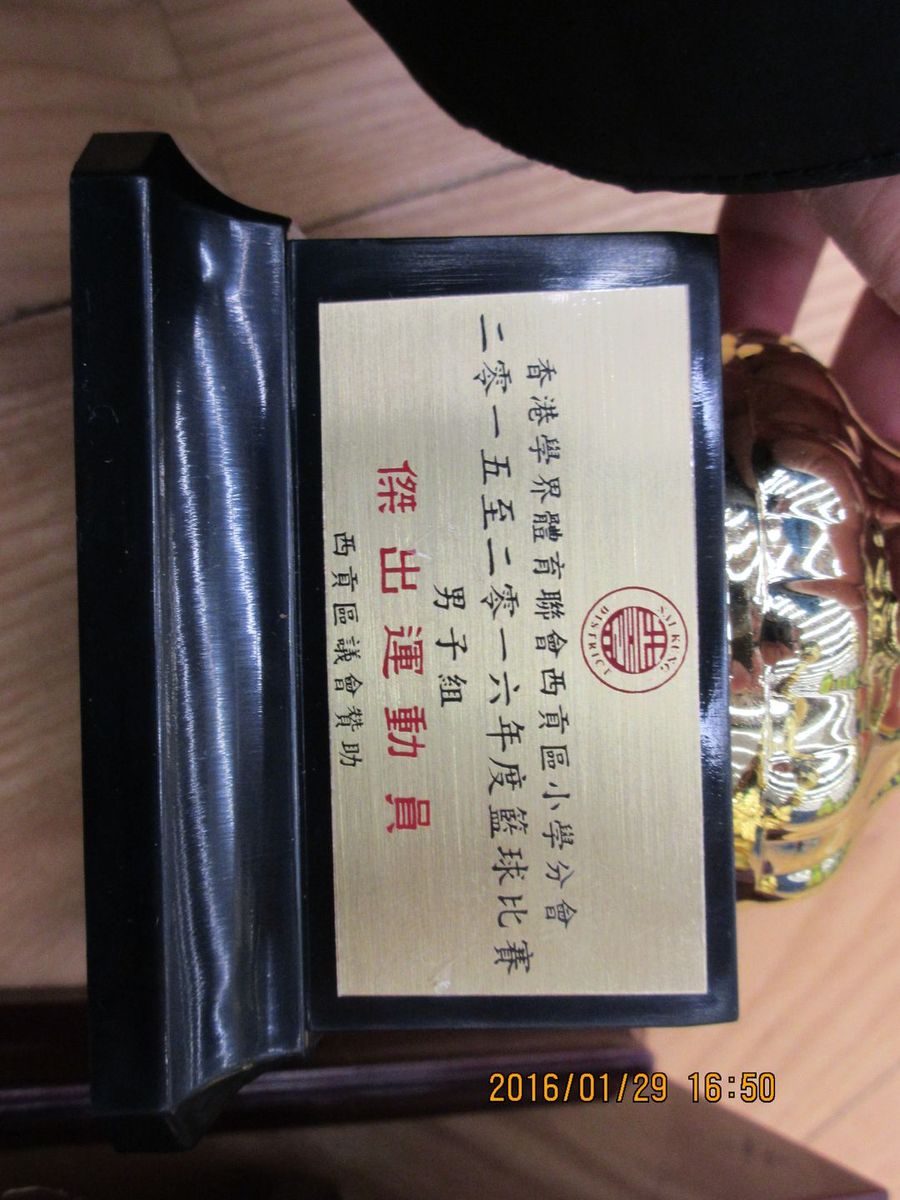 SAI KUNG
DISTRICT
香港學界體育聯會西貢區小學分會
二零一五至二零一六年度籃球比賽
男子組
傑出運動員
西貢區議會贊助
2016/01/29 16:50